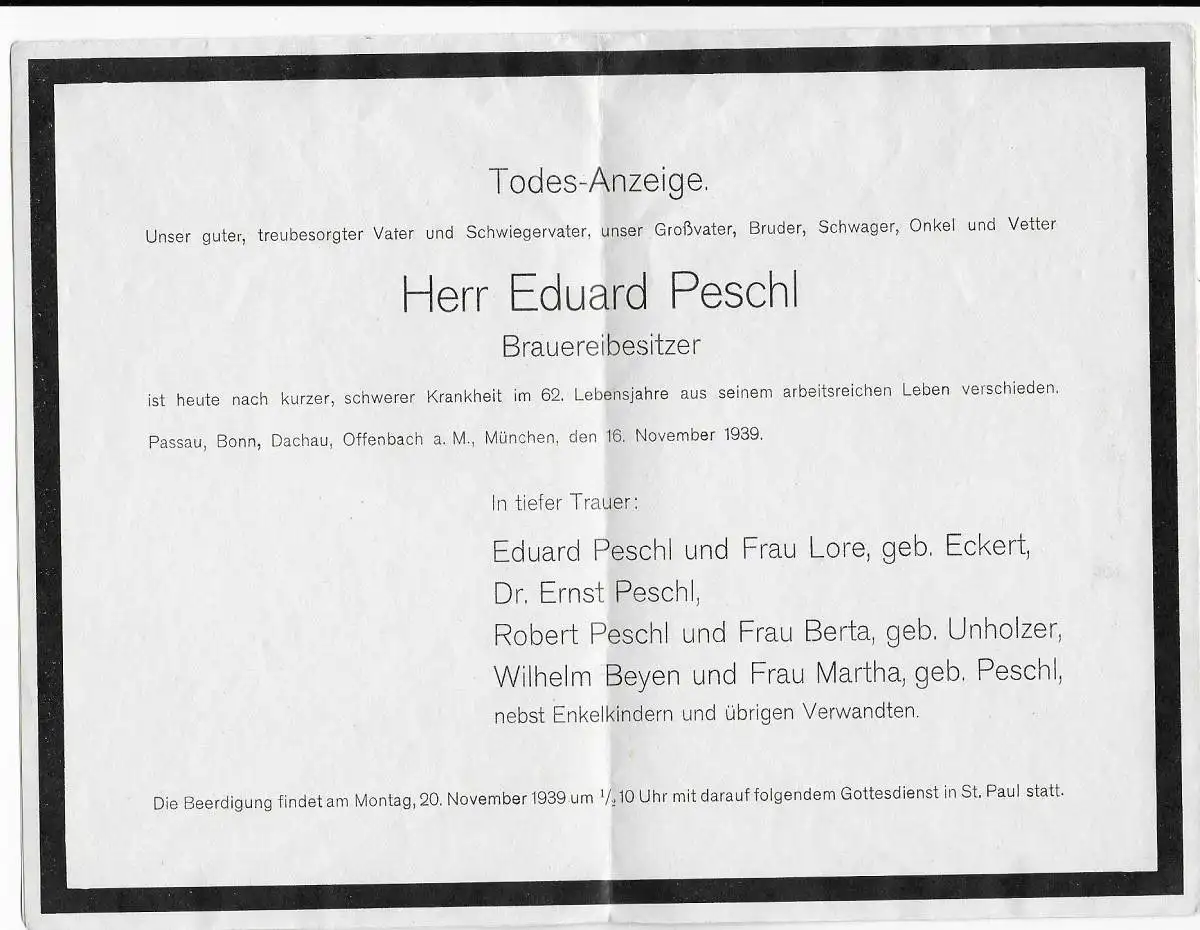 Todes-Anzeige.
Unser guter, treubesorgter Vater und Schwiegervater, unser Großvater, Bruder, Schwager, Onkel und Vetter
Herr Eduard Peschl
Brauereibesitzer
ist heute nach kurzer, schwerer Krankheit im 62. Lebensjahre aus seinem arbeitsreichen Leben verschieden.
Passau, Bonn, Dachau, Offenbach a. M., München, den 16. November 1939.
In tiefer Trauer:
Eduard Peschl und Frau Lore, geb. Eckert,
Dr. Ernst Peschl,
Robert Peschl und Frau Berta, geb. Unholzer,
Wilhelm Beyen und Frau Martha, geb. Peschl,
nebst Enkelkindern und übrigen Verwandten.
Die Beerdigung findet am Montag, 20. November 1939 um 1/2 10 Uhr mit darauf folgendem Gottesdienst in St. Paul statt.